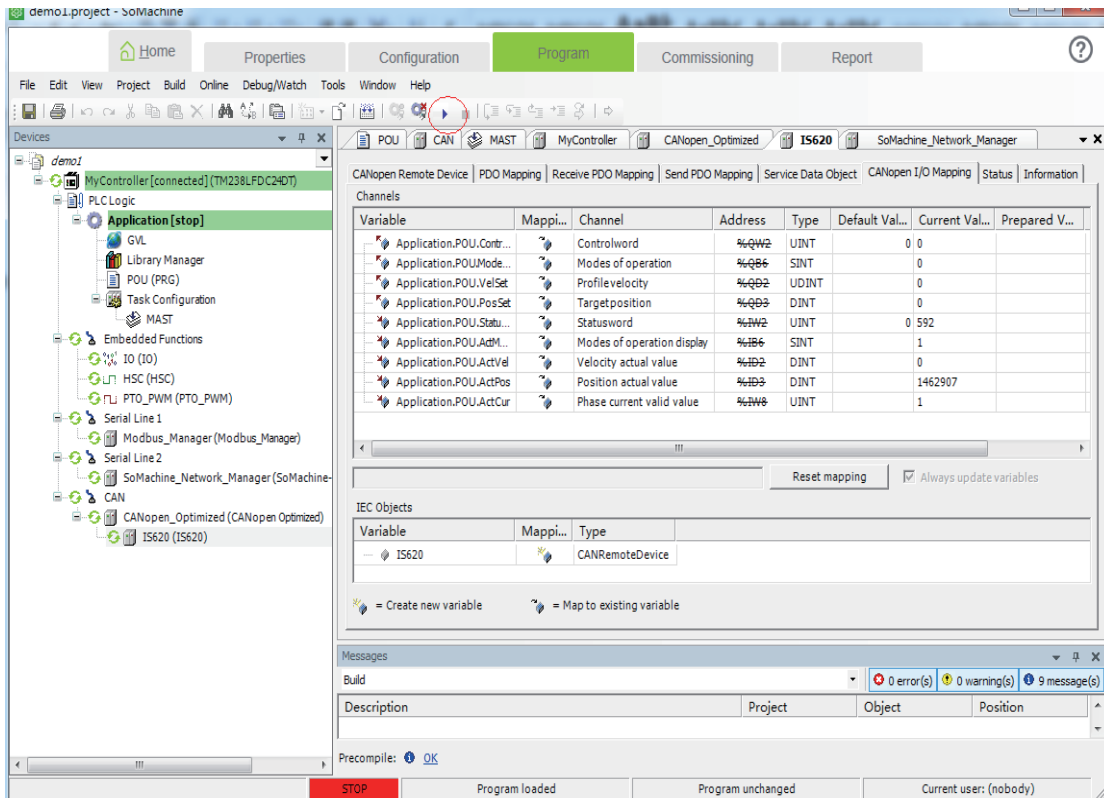 demo1.project - SoMachine
Home Properties Configuration Program Commissioning Report ?
File Edit View Project Build Online Debug/Watch Tools Window Help
Devices
POU CAN MAST MyController CANopen_Optimized IS620 SoMachine_Network_Manager
demo1
MyController [connected] (TM238LFDC24DT)
PLC Logic
Application [stop]
GVL
Library Manager
POU (PRG)
Task Configuration
MAST
Embedded Functions
IO (IO)
HSC (HSC)
PTO_PWM (PTO_PWM)
Serial Line 1
Modbus_Manager (Modbus_Manager)
Serial Line 2
SoMachine_Network_Manager (SoMachine-
CAN
CANopen_Optimized (CANopen Optimized)
IS620 (IS620)
CANopen Remote Device PDO Mapping Receive PDO Mapping Send PDO Mapping Service Data Object CANopen I/O Mapping Status Information
Channels
Variable Mappi... Channel Address Type Default Val... Current Val... Prepared V...
Application.POU.Contr... Controlword %QW2 UINT 0 0
Application.POU.Mode... Modes of operation %QB6 SINT 0
Application.POU.VelSet Profilevelocity %QD2 UDINT 0
Application.POU.PosSet Targetposition %QD3 DINT 0
Application.POU.Statu... Statusword %IW2 UINT 0 592
Application.POU.ActM... Modes of operation display %IB6 SINT 1
Application.POU.ActVel Velocity actual value %ID2 DINT 0
Application.POU.ActPos Position actual value %ID3 DINT 1462907
Application.POU.ActCur Phase current valid value %IW8 UINT 1
Reset mapping Always update variables
IEC Objects
Variable Mappi... Type
IS620 CANRemoteDevice
= Create new variable = Map to existing variable
Messages
Build 0 error(s) 0 warning(s) 9 message(s)
Description Project Object Position
Precompile: OK
STOP Program loaded Program unchanged Current user: (nobody)